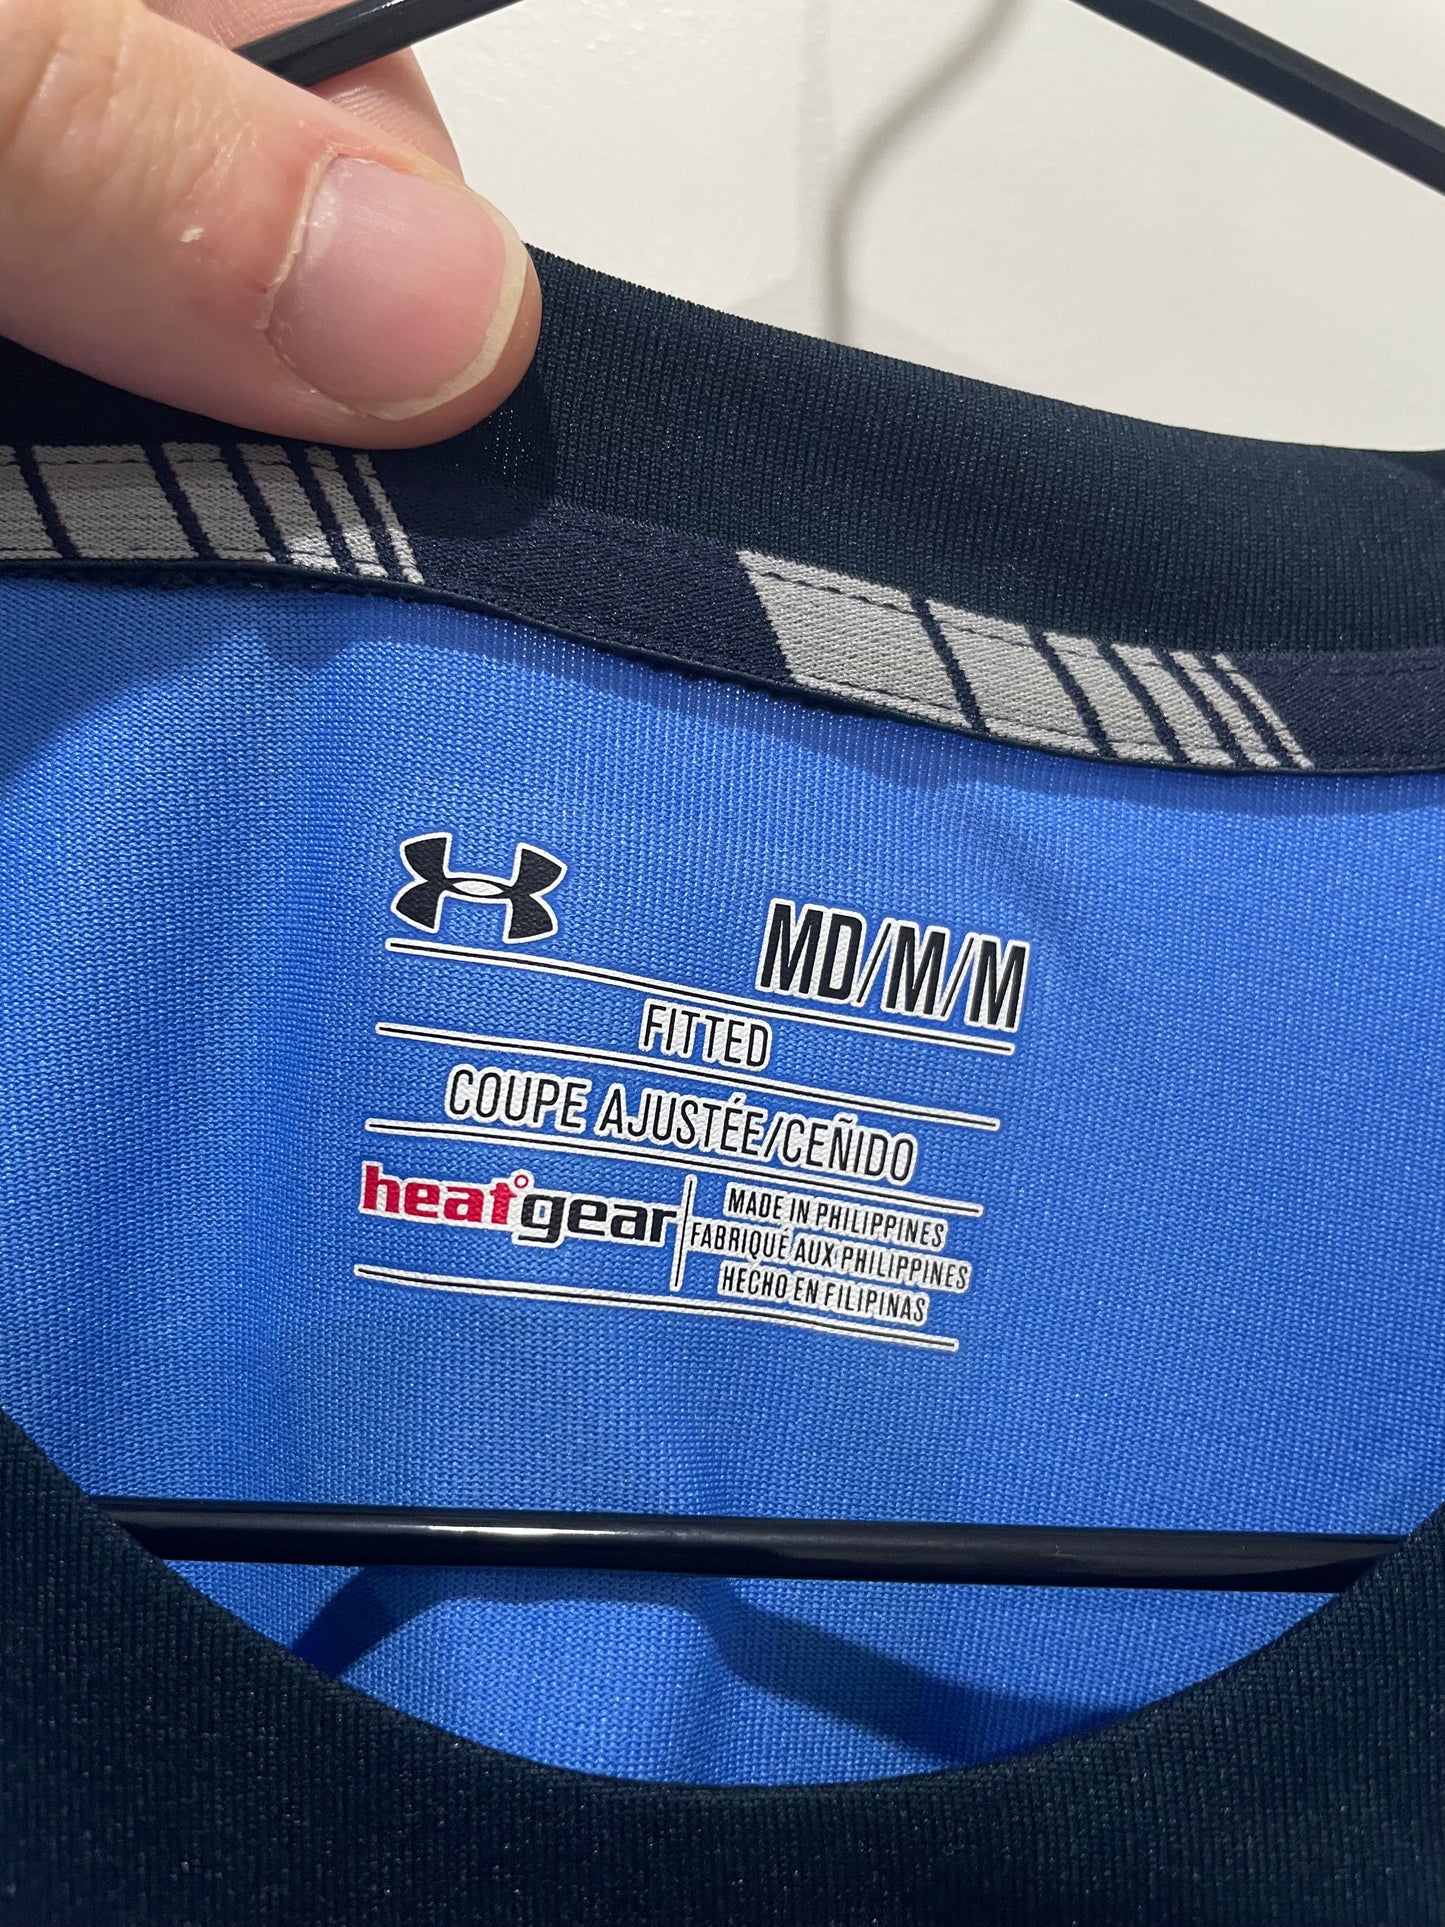 MD/M/M
FITTED
COUPE AJUSTÉE/CEÑIDO
heatgear
MADE IN PHILIPPINES
FABRIQUÉ AUX PHILIPPINES
HECHO EN FILIPINAS